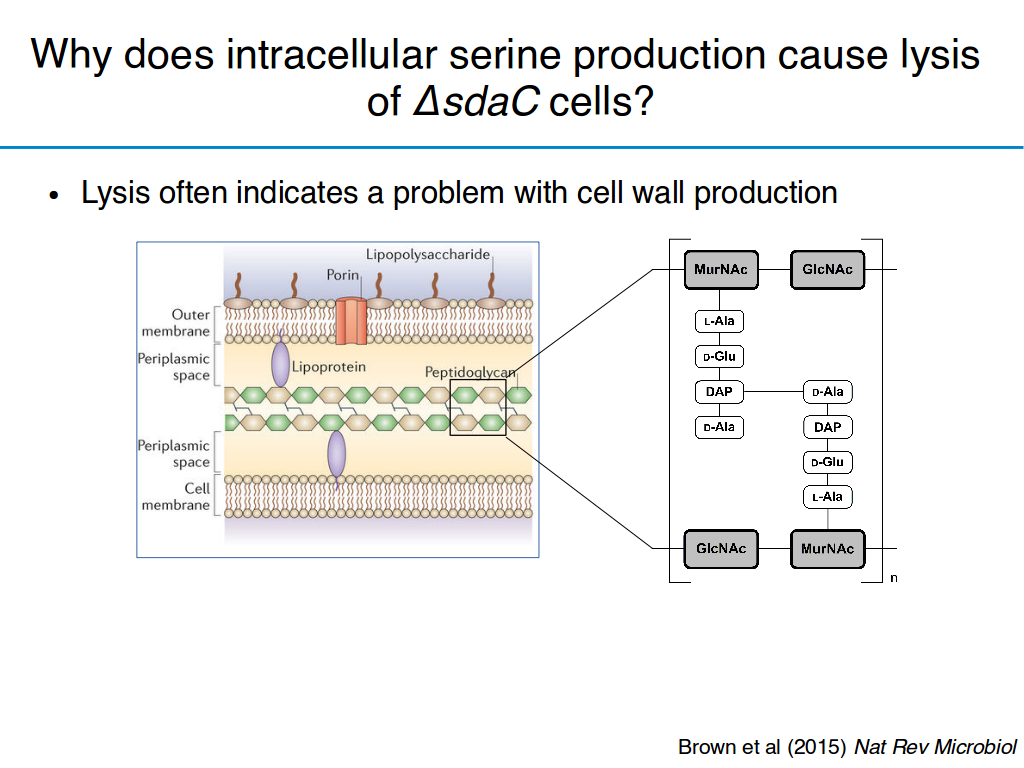 Why does intracellular serine production cause lysis
of ΔsdaC cells?
• Lysis often indicates a problem with cell wall production
Lipopolysaccharide
Porin
Outer
membrane
Periplasmic
space
Lipoprotein
Peptidoglycan
Periplasmic
space
Cell
membrane
MurNAc
GlcNAc
L-Ala
D-Glu
DAP
D-Ala
D-Ala
DAP
D-Glu
L-Ala
GlcNAc
MurNAc
n
Brown et al (2015) Nat Rev Microbiol